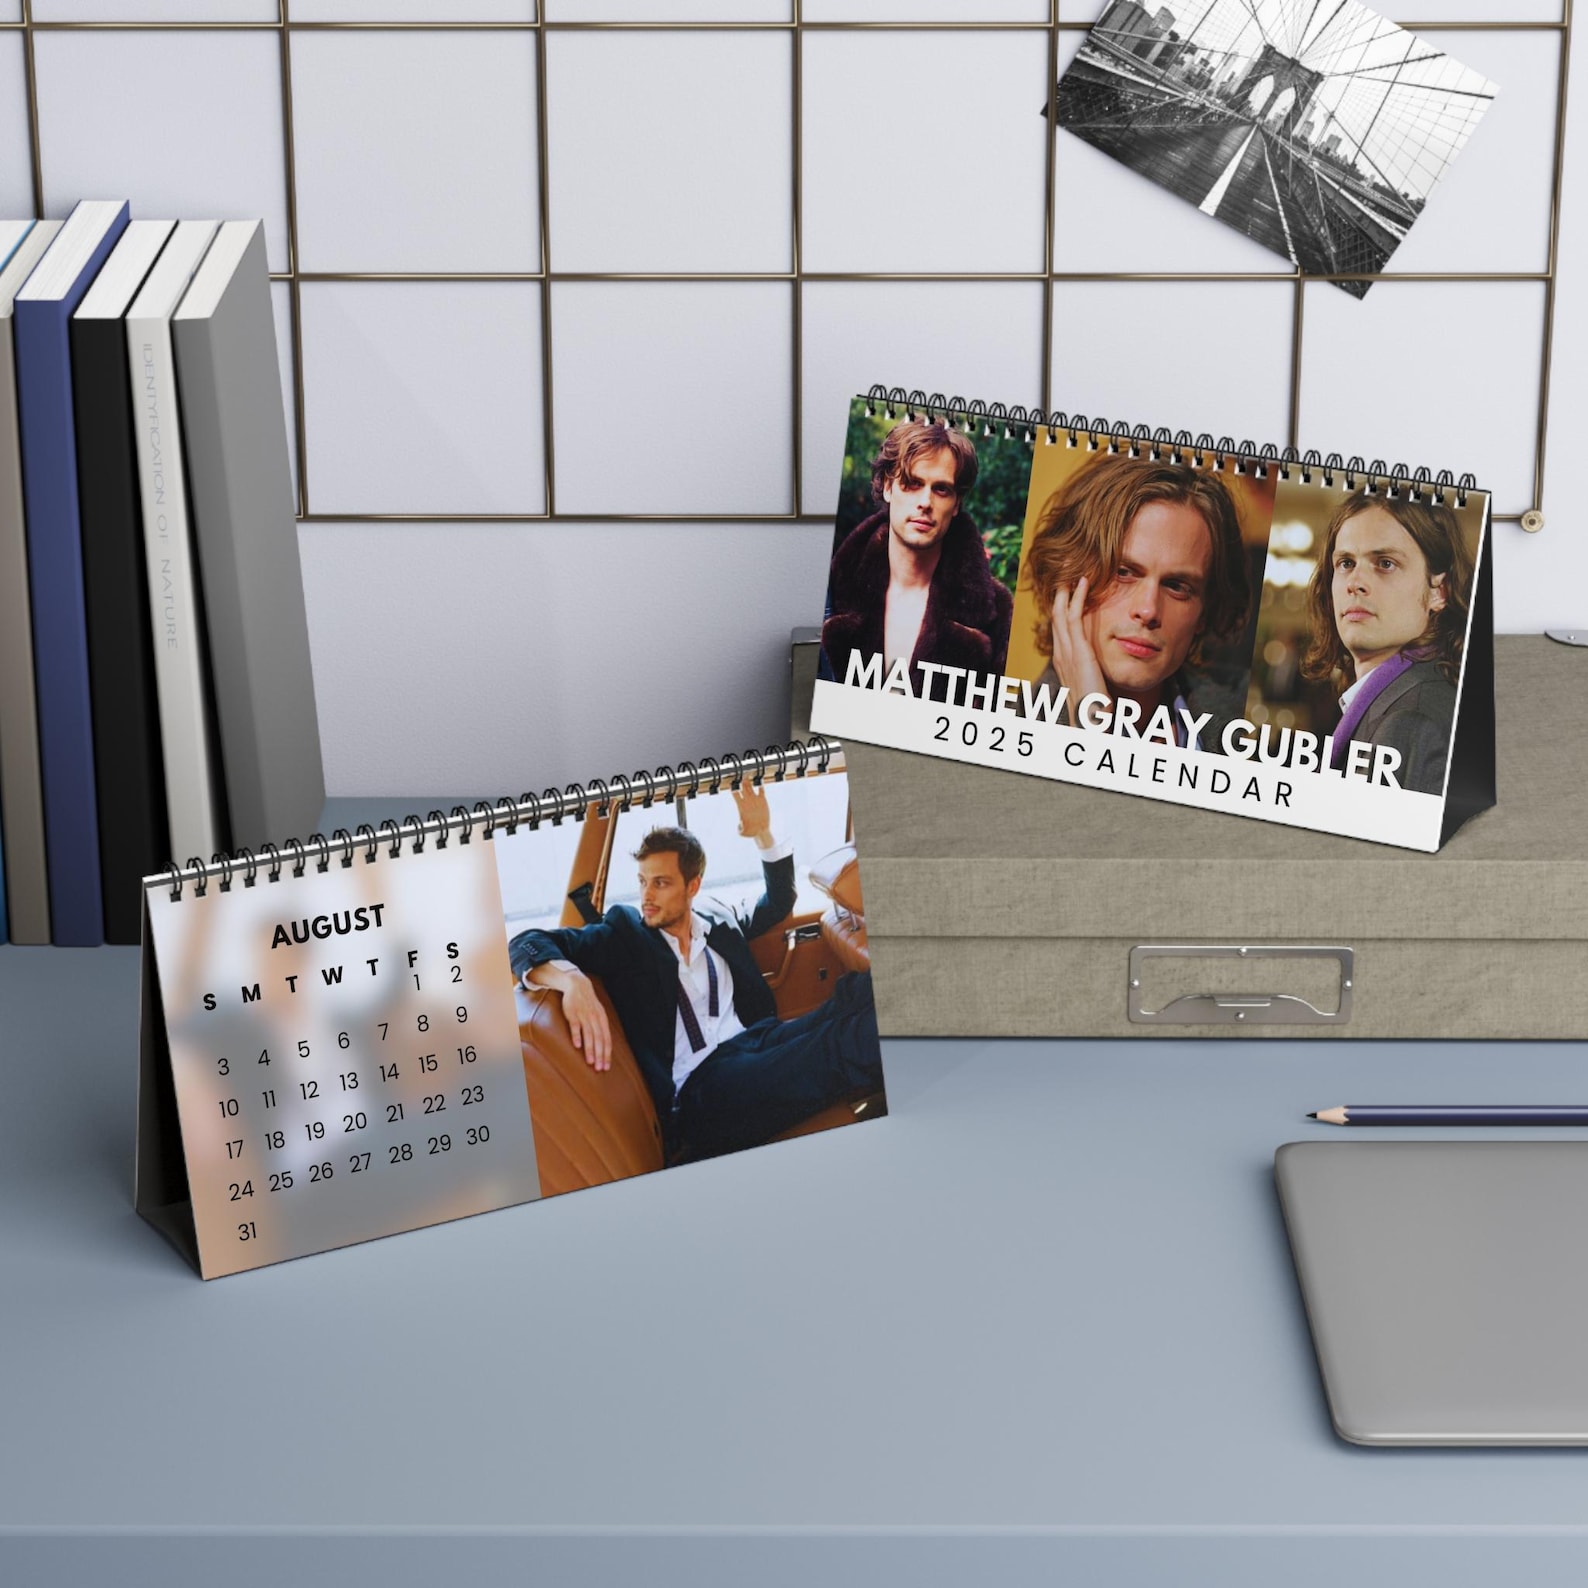 IDENTYFICATION OF NATURE
MATTHEW GRAY GUBLER
2025 CALENDAR
AUGUST
S M T W T F S
1 2
3 4 5 6 7 8 9
10 11 12 13 14 15 16
17 18 19 20 21 22 23
24 25 26 27 28 29 30
31